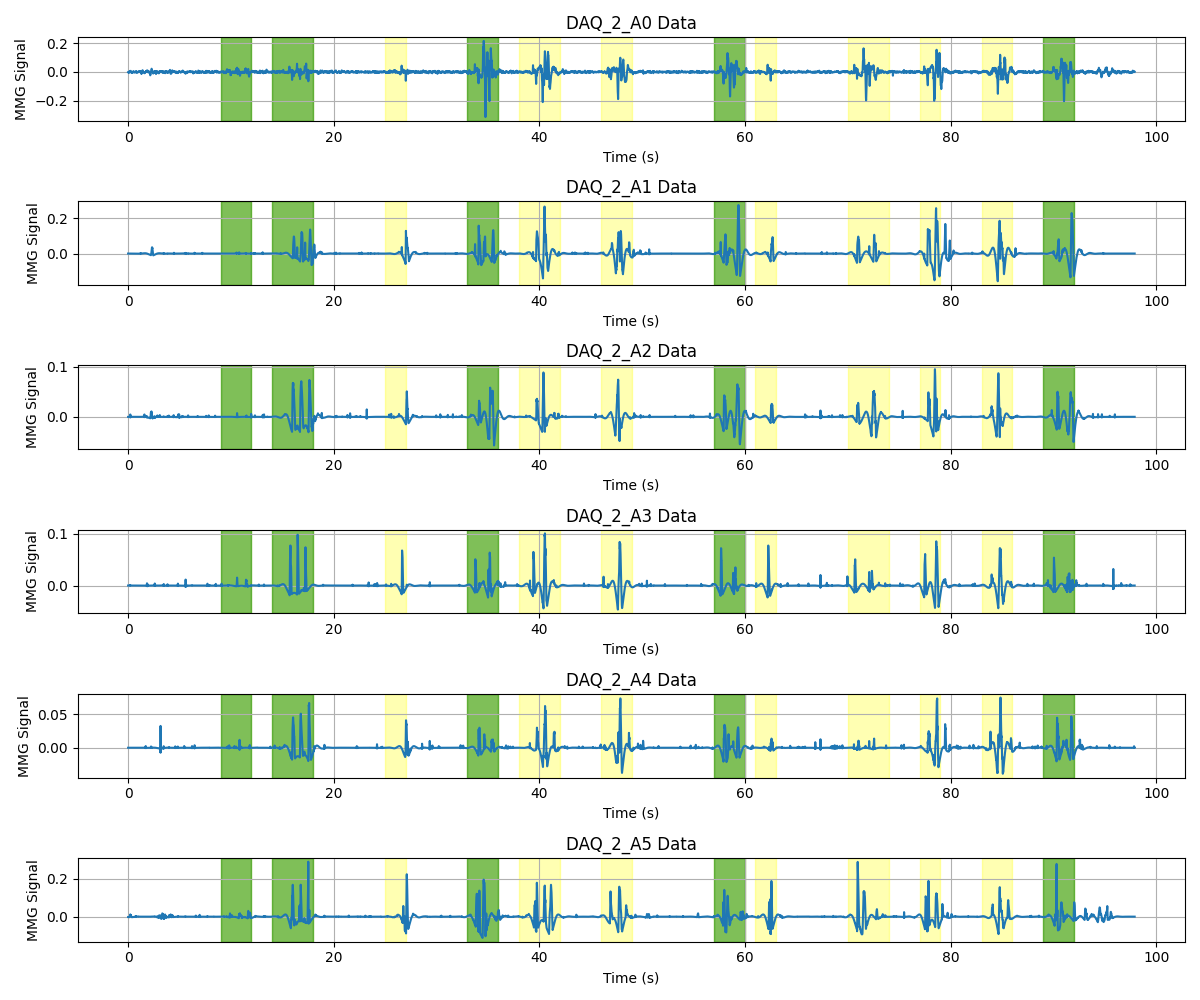 DAQ_2_A0 Data
MMG Signal
0.2
0.0
−0.2
0 20 40 60 80 100
Time (s)
DAQ_2_A1 Data
MMG Signal
0.2
0.0
0 20 40 60 80 100
Time (s)
DAQ_2_A2 Data
MMG Signal
0.1
0.0
0 20 40 60 80 100
Time (s)
DAQ_2_A3 Data
MMG Signal
0.1
0.0
0 20 40 60 80 100
Time (s)
DAQ_2_A4 Data
MMG Signal
0.05
0.00
0 20 40 60 80 100
Time (s)
DAQ_2_A5 Data
MMG Signal
0.2
0.0
0 20 40 60 80 100
Time (s)